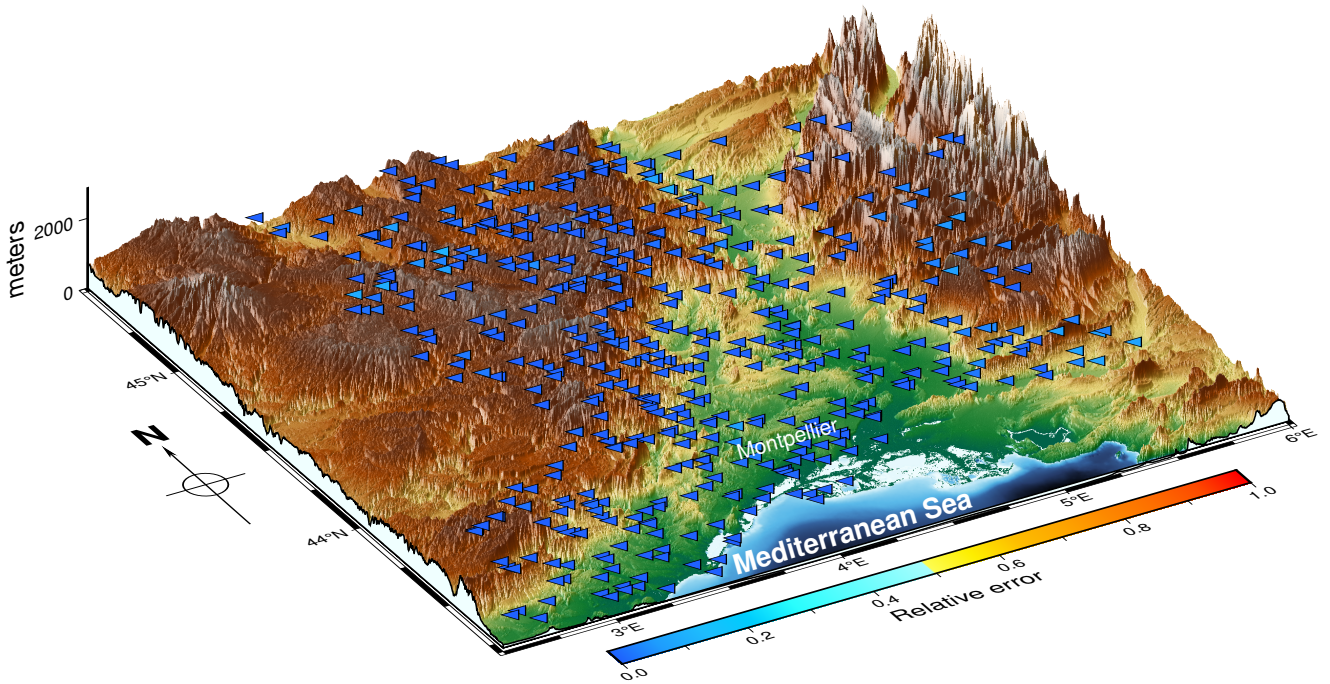 meters
2000
0
45°N
N
44°N
Montpellier
Mediterranean Sea
3°E
4°E
5°E
6°E
0.0
0.2
0.4
0.6
0.8
1.0
Relative error